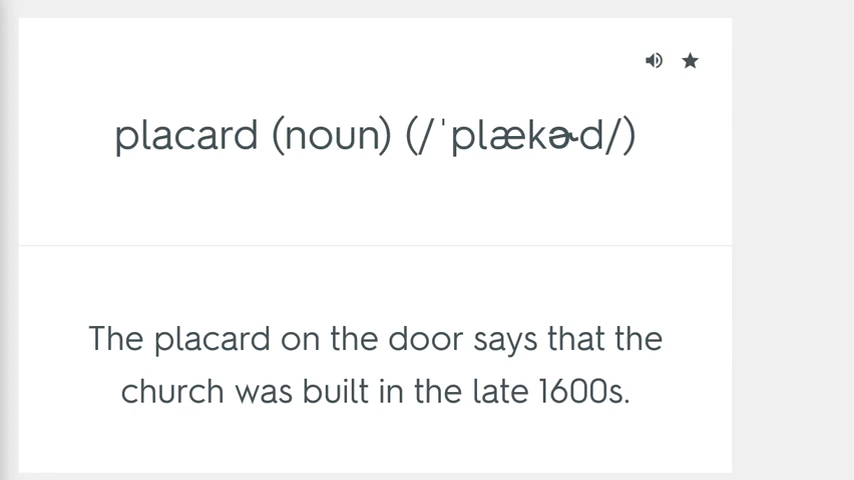 placard (noun) (/ˈplækɚd/)
The placard on the door says that the
church was built in the late 1600s.